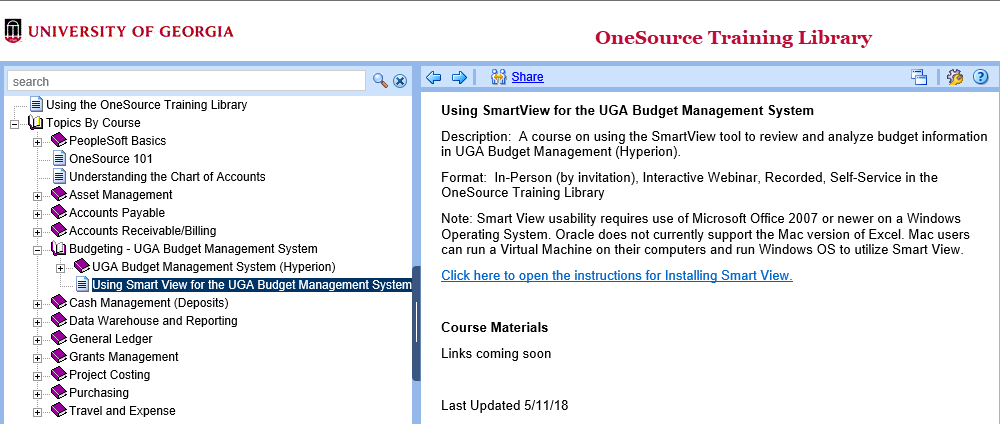 UNIVERSITY OF GEORGIA
OneSource Training Library
search
Share
Using the OneSource Training Library
Topics By Course
PeopleSoft Basics
OneSource 101
Understanding the Chart of Accounts
Asset Management
Accounts Payable
Accounts Receivable/Billing
Budgeting - UGA Budget Management System
UGA Budget Management System (Hyperion)
Using Smart View for the UGA Budget Management System
Cash Management (Deposits)
Data Warehouse and Reporting
General Ledger
Grants Management
Project Costing
Purchasing
Travel and Expense
Using SmartView for the UGA Budget Management System
Description: A course on using the SmartView tool to review and analyze budget information
in UGA Budget Management (Hyperion).
Format: In-Person (by invitation), Interactive Webinar, Recorded, Self-Service in the
OneSource Training Library
Note: Smart View usability requires use of Microsoft Office 2007 or newer on a Windows
Operating System. Oracle does not currently support the Mac version of Excel. Mac users
can run a Virtual Machine on their computers and run Windows OS to utilize Smart View.
Click here to open the instructions for Installing Smart View.
Course Materials
Links coming soon
Last Updated 5/11/18